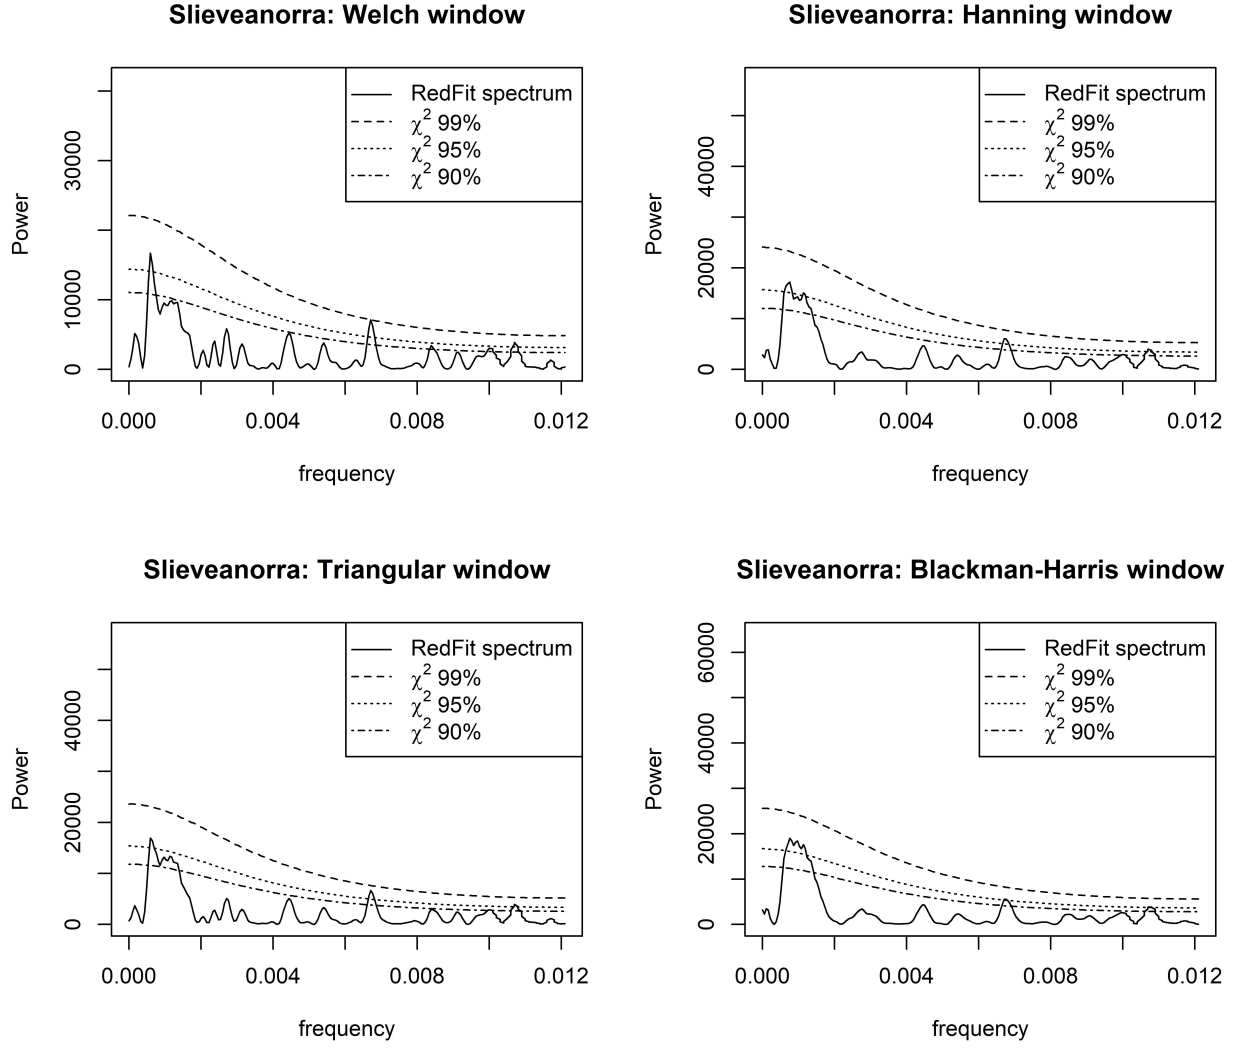 Slieveanorra: Welch window
Power
0
10000
30000
RedFit spectrum
χ² 99%
χ² 95%
χ² 90%
0.000
0.004
0.008
0.012
frequency
Slieveanorra: Hanning window
Power
0
20000
40000
RedFit spectrum
χ² 99%
χ² 95%
χ² 90%
0.000
0.004
0.008
0.012
frequency
Slieveanorra: Triangular window
Power
0
20000
40000
RedFit spectrum
χ² 99%
χ² 95%
χ² 90%
0.000
0.004
0.008
0.012
frequency
Slieveanorra: Blackman-Harris window
Power
0
20000
40000
60000
RedFit spectrum
χ² 99%
χ² 95%
χ² 90%
0.000
0.004
0.008
0.012
frequency